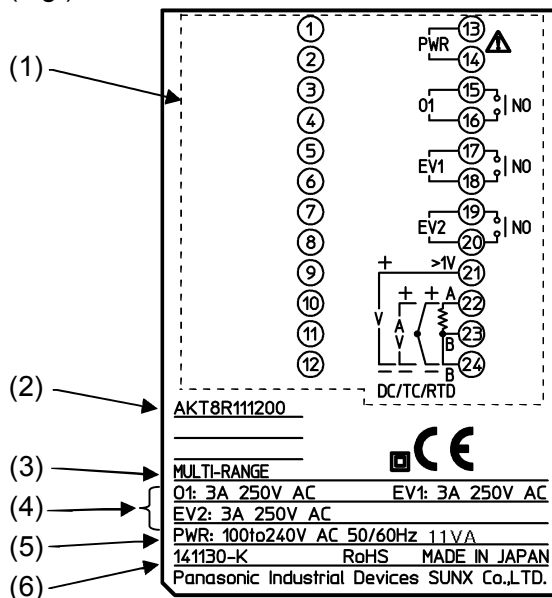 (1)
(2)
(3)
(4)
(5)
(6)
1 13
PWR
2 14
3 15
O1 NO
4 16
5 17
EV1 NO
6 18
7 19
EV2 NO
8 20
+ >1V
9 21
+ + A
10 22
V A V
11 23
B
12 24
B
DC/TC/RTD
AKT8R111200
CE
MULTI-RANGE
O1: 3A 250V AC EV1: 3A 250V AC
EV2: 3A 250V AC
PWR: 100to240V AC 50/60Hz 11VA
141130-K RoHS MADE IN JAPAN
Panasonic Industrial Devices SUNX Co.,LTD.